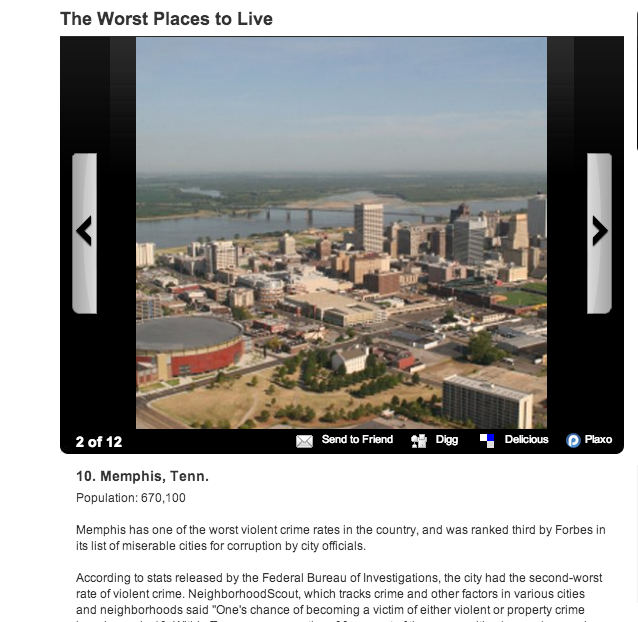 The Worst Places to Live
2 of 12
Send to Friend
Digg
Delicious
Plaxo
10. Memphis, Tenn.
Population: 670,100
Memphis has one of the worst violent crime rates in the country, and was ranked third by Forbes in
its list of miserable cities for corruption by city officials.
According to stats released by the Federal Bureau of Investigations, the city had the second-worst
rate of violent crime. NeighborhoodScout, which tracks crime and other factors in various cities
and neighborhoods said "One's chance of becoming a victim of either violent or property crime